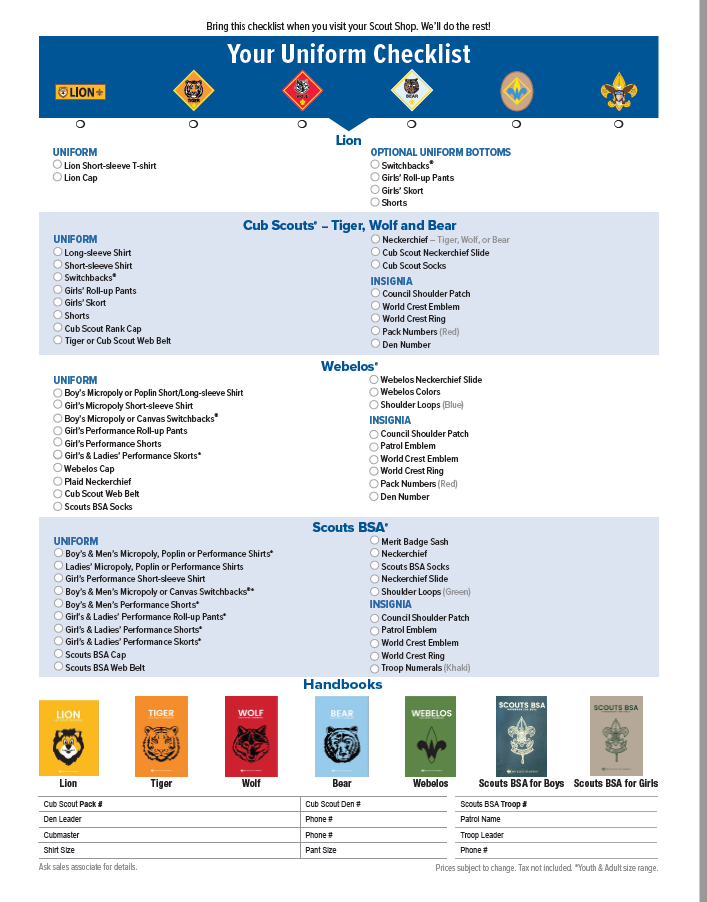 Bring this checklist when you visit your Scout Shop. We'll do the rest!
Your Uniform Checklist
LION
TIGER
WOLF
BEAR
Lion
UNIFORM
Lion Short-sleeve T-shirt
Lion Cap
OPTIONAL UNIFORM BOTTOMS
Switchbacks®
Girls' Roll-up Pants
Girls' Skort
Shorts
Cub Scouts® – Tiger, Wolf and Bear
UNIFORM
Long-sleeve Shirt
Short-sleeve Shirt
Switchbacks®
Girls' Roll-up Pants
Girls' Skort
Shorts
Cub Scout Rank Cap
Tiger or Cub Scout Web Belt
Neckerchief – Tiger, Wolf, or Bear
Cub Scout Neckerchief Slide
Cub Scout Socks
INSIGNIA
Council Shoulder Patch
World Crest Emblem
World Crest Ring
Pack Numbers (Red)
Den Number
Webelos®
UNIFORM
Boy's Micropoly or Poplin Short/Long-sleeve Shirt
Girl's Micropoly Short-sleeve Shirt
Boy's Micropoly or Canvas Switchbacks®
Girl's Performance Roll-up Pants
Girl's Performance Shorts
Girl's & Ladies' Performance Skorts*
Webelos Cap
Plaid Neckerchief
Cub Scout Web Belt
Scouts BSA Socks
Webelos Neckerchief Slide
Webelos Colors
Shoulder Loops (Blue)
INSIGNIA
Council Shoulder Patch
Patrol Emblem
World Crest Emblem
World Crest Ring
Pack Numbers (Red)
Den Number
Scouts BSA®
UNIFORM
Boy's & Men's Micropoly, Poplin or Performance Shirts*
Ladies' Micropoly, Poplin or Performance Shirts
Girl's Performance Short-sleeve Shirt
Boy's & Men's Micropoly or Canvas Switchbacks®*
Boy's & Men's Performance Shorts*
Girl's & Ladies' Performance Roll-up Pants*
Girl's & Ladies' Performance Shorts*
Girl's & Ladies' Performance Skorts*
Scouts BSA Cap
Scouts BSA Web Belt
Merit Badge Sash
Neckerchief
Scouts BSA Socks
Neckerchief Slide
Shoulder Loops (Green)
INSIGNIA
Council Shoulder Patch
Patrol Emblem
World Crest Emblem
World Crest Ring
Troop Numerals (Khaki)
Handbooks
LION
TIGER
WOLF
BEAR
WEBELOS
SCOUTS BSA
SCOUTS BSA
Lion
Tiger
Wolf
Bear
Webelos
Scouts BSA for Boys
Scouts BSA for Girls
Cub Scout Pack #
Cub Scout Den #
Scouts BSA Troop #
Den Leader
Phone #
Patrol Name
Cubmaster
Phone #
Troop Leader
Shirt Size
Pant Size
Phone #
Ask sales associate for details.
Prices subject to change. Tax not included. *Youth & Adult size range.